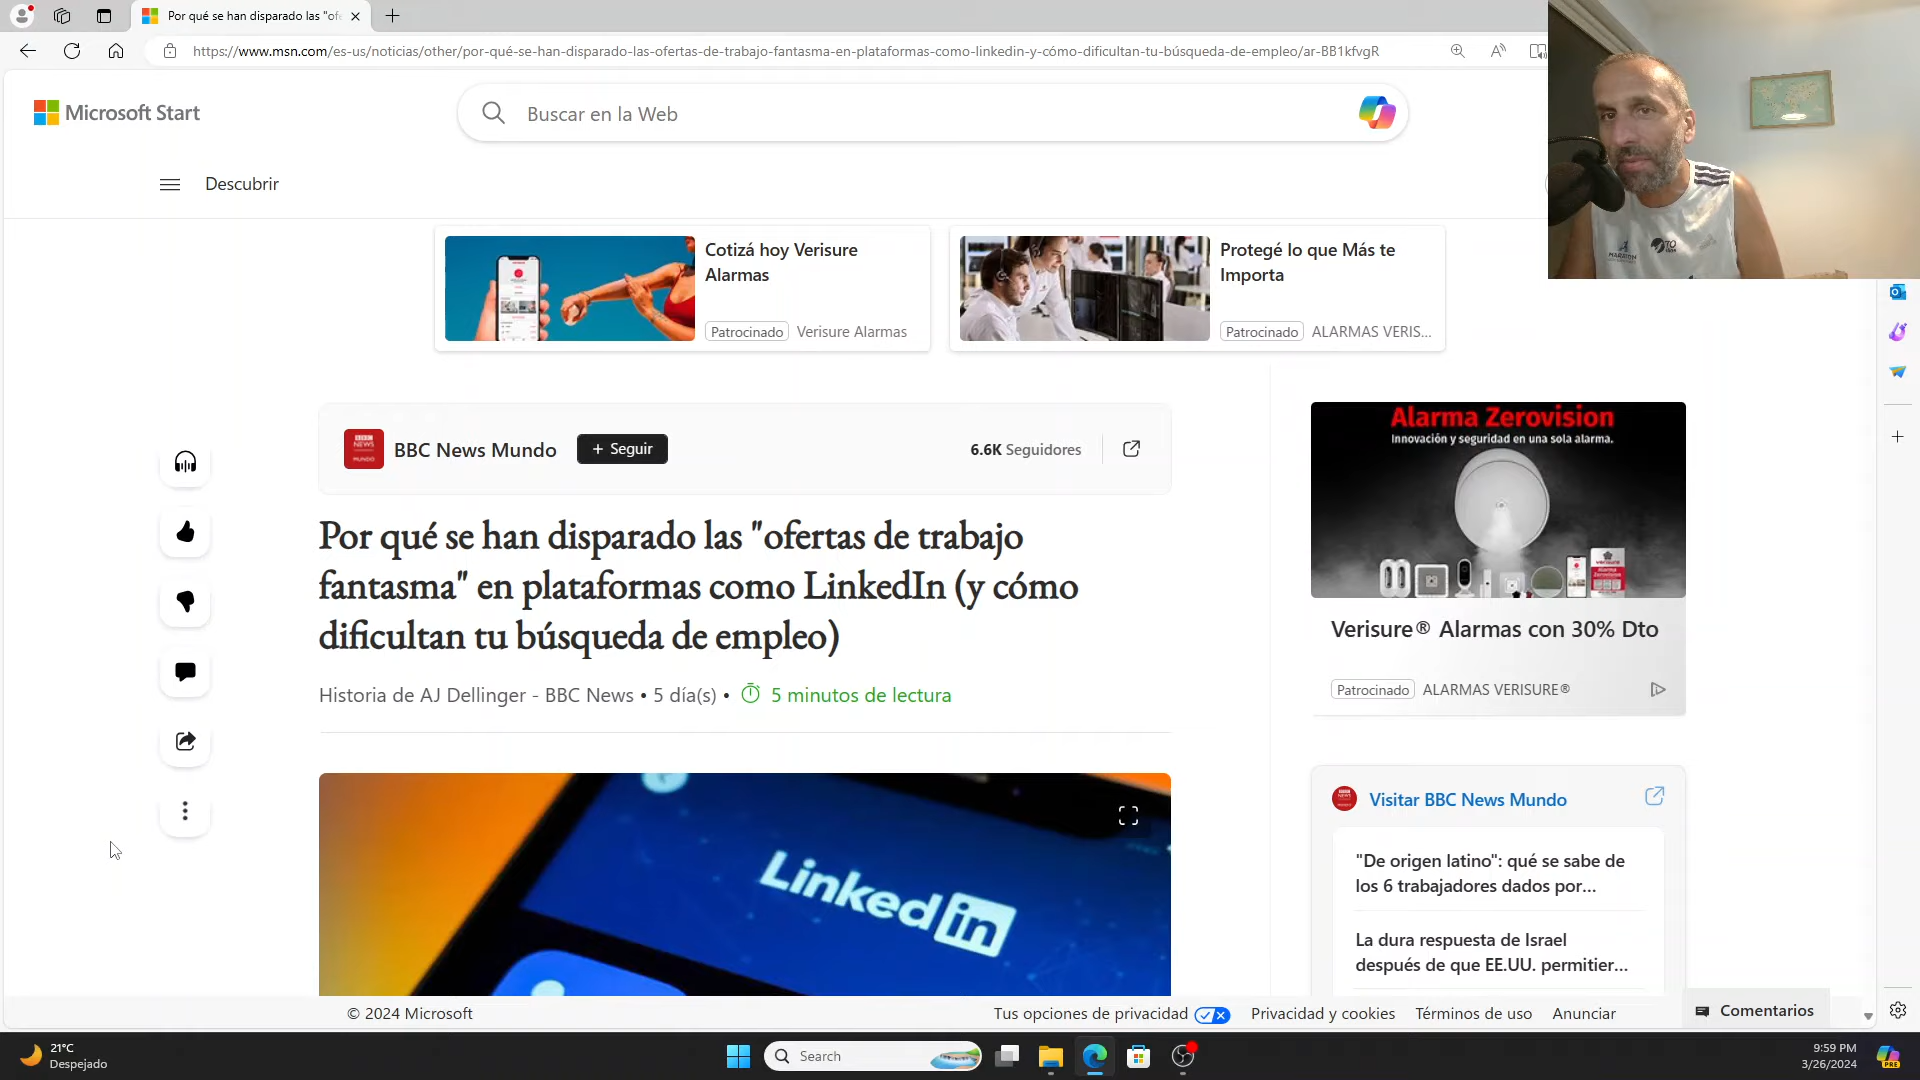 Por qué se han disparado las "ofe
https://www.msn.com/es-us/noticias/other/por-qué-se-han-disparado-las-ofertas-de-trabajo-fantasma-en-plataformas-como-linkedin-y-cómo-dificultan-tu-búsqueda-de-empleo/ar-BB1kfvgR
Microsoft Start
Buscar en la Web
Descubrir
Cotizá hoy Verisure
Alarmas
Patrocinado Verisure Alarmas
Protegé lo que Más te
Importa
Patrocinado ALARMAS VERIS...
BBC News Mundo
+ Seguir
6.6K Seguidores
Por qué se han disparado las "ofertas de trabajo
fantasma" en plataformas como LinkedIn (y cómo
dificultan tu búsqueda de empleo)
Historia de AJ Dellinger - BBC News • 5 día(s) • 5 minutos de lectura
LinkedIn
Alarma Zerovision
Innovación y seguridad en una sola alarma.
Verisure® Alarmas con 30% Dto
Patrocinado ALARMAS VERISURE®
Visitar BBC News Mundo
"De origen latino": qué se sabe de
los 6 trabajadores dados por...
La dura respuesta de Israel
después de que EE.UU. permitier...
© 2024 Microsoft
Tus opciones de privacidad
Privacidad y cookies
Términos de uso
Anunciar
Comentarios
21°C
Despejado
Search
9:59 PM
3/26/2024